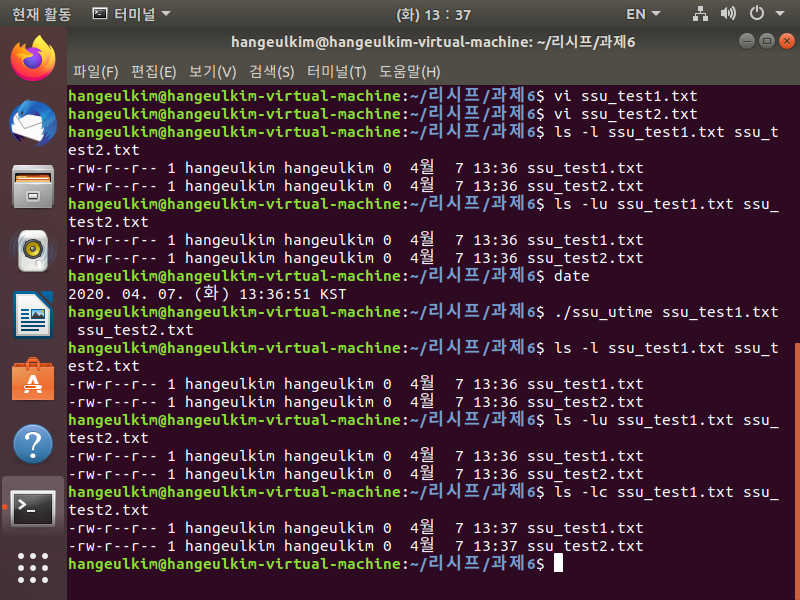 현재 활동 터미널 (화) 13 : 37 EN
hangeulkim@hangeulkim-virtual-machine: ~/리시프/과제6
파일(F) 편집(E) 보기(V) 검색(S) 터미널(T) 도움말(H)
hangeulkim@hangeulkim-virtual-machine:~/리시프/과제6$ vi ssu_test1.txt
hangeulkim@hangeulkim-virtual-machine:~/리시프/과제6$ vi ssu_test2.txt
hangeulkim@hangeulkim-virtual-machine:~/리시프/과제6$ ls -l ssu_test1.txt ssu_t
est2.txt
-rw-r--r-- 1 hangeulkim hangeulkim 0  4월  7 13:36 ssu_test1.txt
-rw-r--r-- 1 hangeulkim hangeulkim 0  4월  7 13:36 ssu_test2.txt
hangeulkim@hangeulkim-virtual-machine:~/리시프/과제6$ ls -lu ssu_test1.txt ssu_
test2.txt
-rw-r--r-- 1 hangeulkim hangeulkim 0  4월  7 13:36 ssu_test1.txt
-rw-r--r-- 1 hangeulkim hangeulkim 0  4월  7 13:36 ssu_test2.txt
hangeulkim@hangeulkim-virtual-machine:~/리시프/과제6$ date
2020. 04. 07. (화) 13:36:51 KST
hangeulkim@hangeulkim-virtual-machine:~/리시프/과제6$ ./ssu_utime ssu_test1.txt
 ssu_test2.txt
hangeulkim@hangeulkim-virtual-machine:~/리시프/과제6$ ls -l ssu_test1.txt ssu_t
est2.txt
-rw-r--r-- 1 hangeulkim hangeulkim 0  4월  7 13:36 ssu_test1.txt
-rw-r--r-- 1 hangeulkim hangeulkim 0  4월  7 13:36 ssu_test2.txt
hangeulkim@hangeulkim-virtual-machine:~/리시프/과제6$ ls -lu ssu_test1.txt ssu_
test2.txt
-rw-r--r-- 1 hangeulkim hangeulkim 0  4월  7 13:36 ssu_test1.txt
-rw-r--r-- 1 hangeulkim hangeulkim 0  4월  7 13:36 ssu_test2.txt
hangeulkim@hangeulkim-virtual-machine:~/리시프/과제6$ ls -lc ssu_test1.txt ssu_
test2.txt
-rw-r--r-- 1 hangeulkim hangeulkim 0  4월  7 13:37 ssu_test1.txt
-rw-r--r-- 1 hangeulkim hangeulkim 0  4월  7 13:37 ssu_test2.txt
hangeulkim@hangeulkim-virtual-machine:~/리시프/과제6$